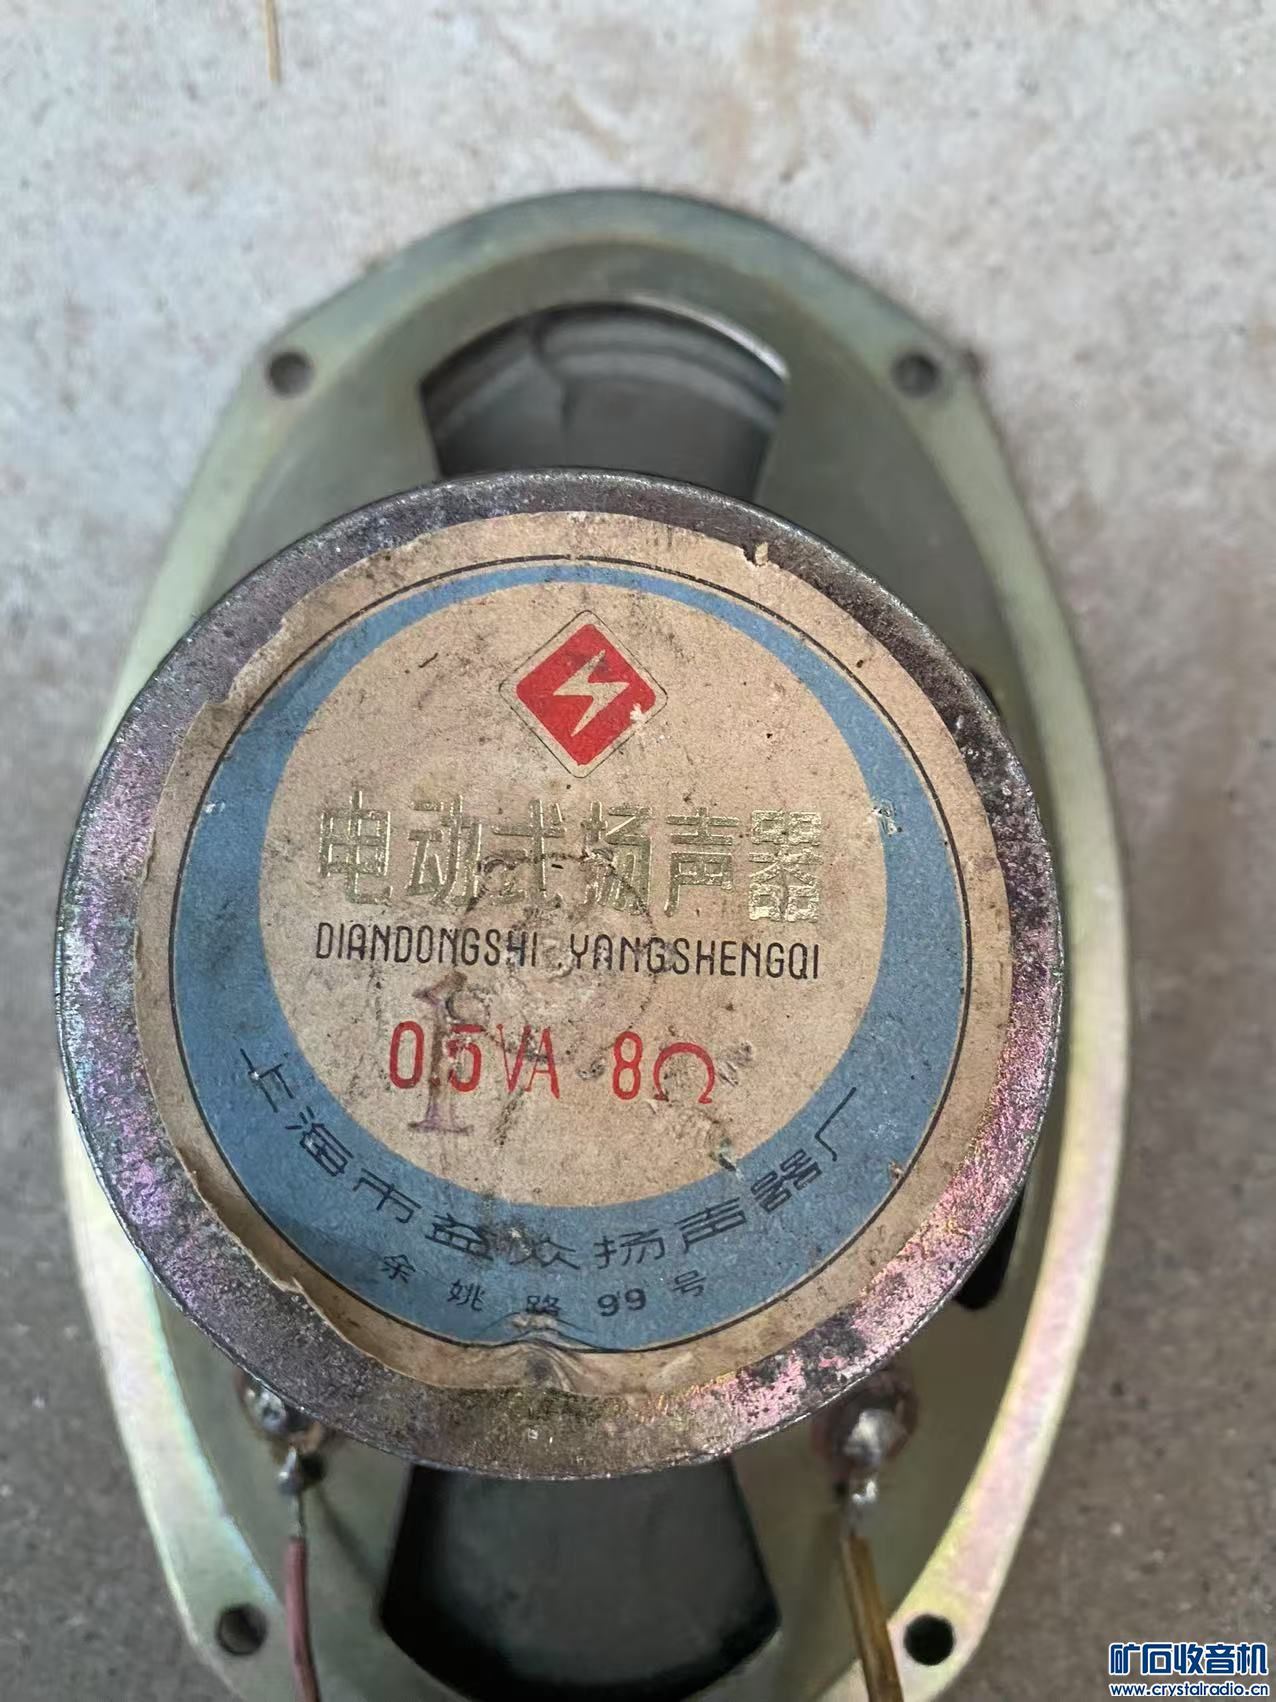 电动式扬声器
DIANDONGSHI YANGSHENGQI
0.5VA 8Ω
1
上海市益众扬声器厂
余姚路99号
矿石收音机
www.crystalradio.cn